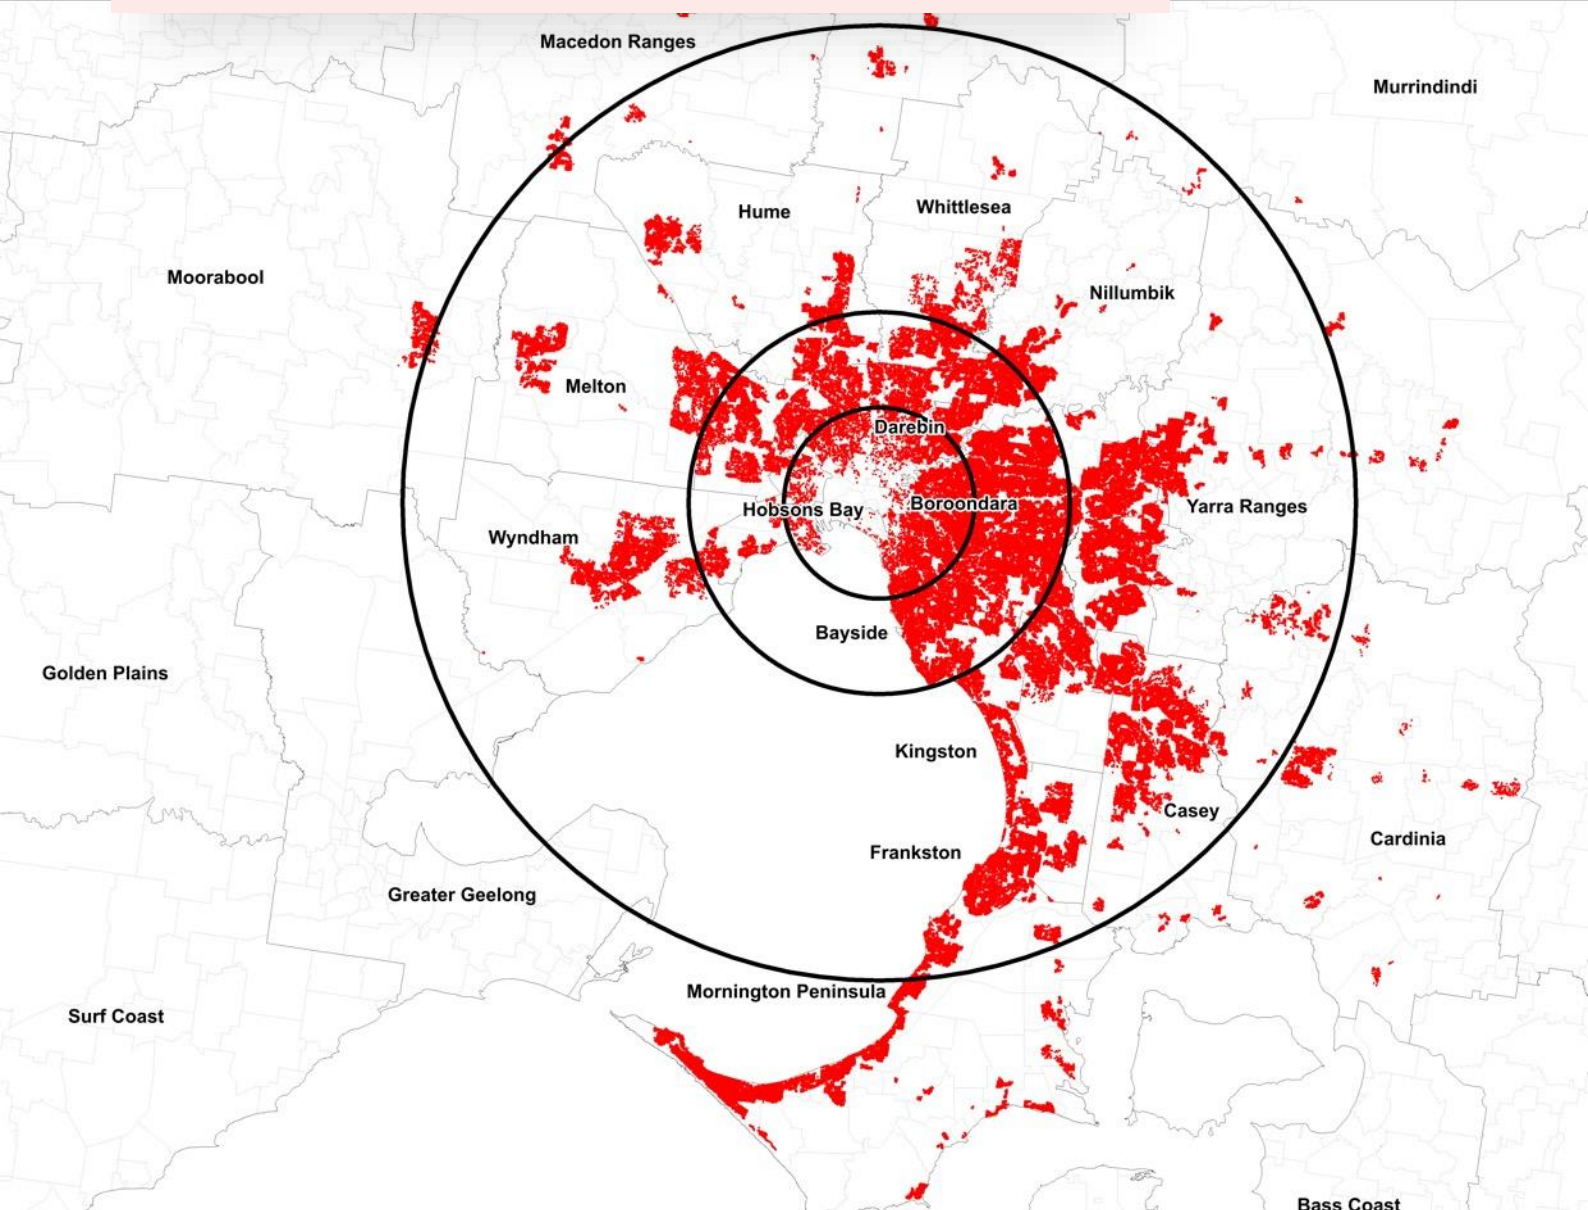 Macedon Ranges
Murrindindi
Hume
Whittlesea
Moorabool
Nillumbik
Melton
Darebin
Hobsons Bay
Boroondara
Yarra Ranges
Wyndham
Bayside
Golden Plains
Kingston
Casey
Cardinia
Frankston
Greater Geelong
Mornington Peninsula
Surf Coast
Bass Coast